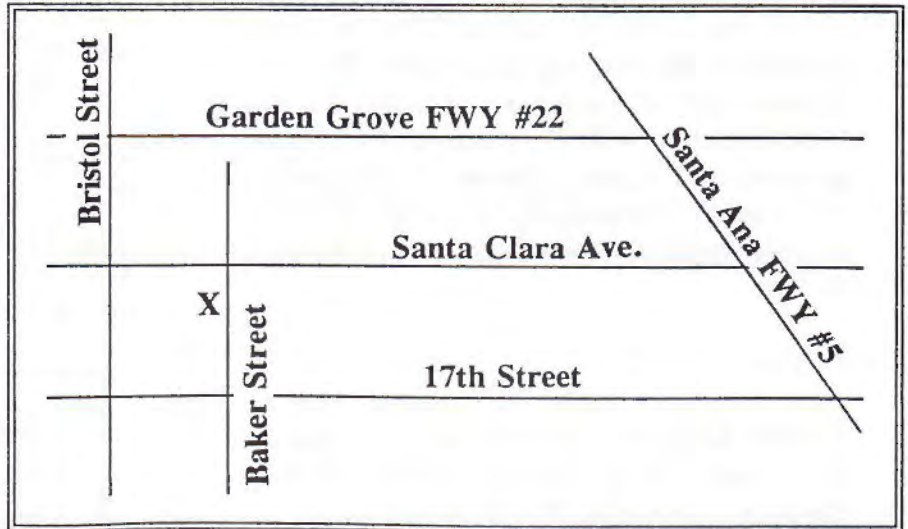 Bristol Street
Garden Grove FWY #22
Santa Ana FWY #5
Santa Clara Ave.
X
Baker Street
17th Street